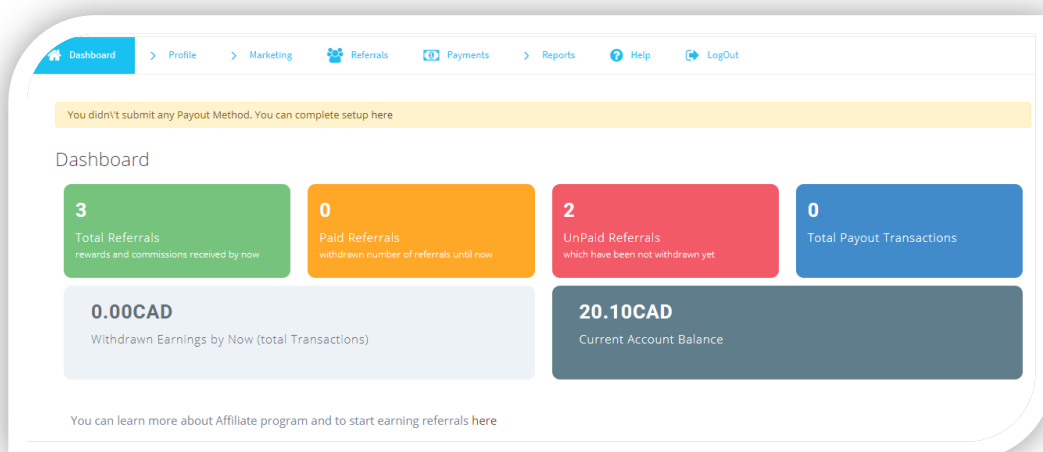 Dashboard Profile Marketing Referrals Payments Reports Help LogOut
You didn\'t submit any Payout Method. You can complete setup here
Dashboard
3
Total Referrals
rewards and commissions received by now
0
Paid Referrals
withdrawn number of referrals until now
2
UnPaid Referrals
which have been not withdrawn yet
0
Total Payout Transactions
0.00CAD
Withdrawn Earnings by Now (total Transactions)
20.10CAD
Current Account Balance
You can learn more about Affiliate program and to start earning referrals here